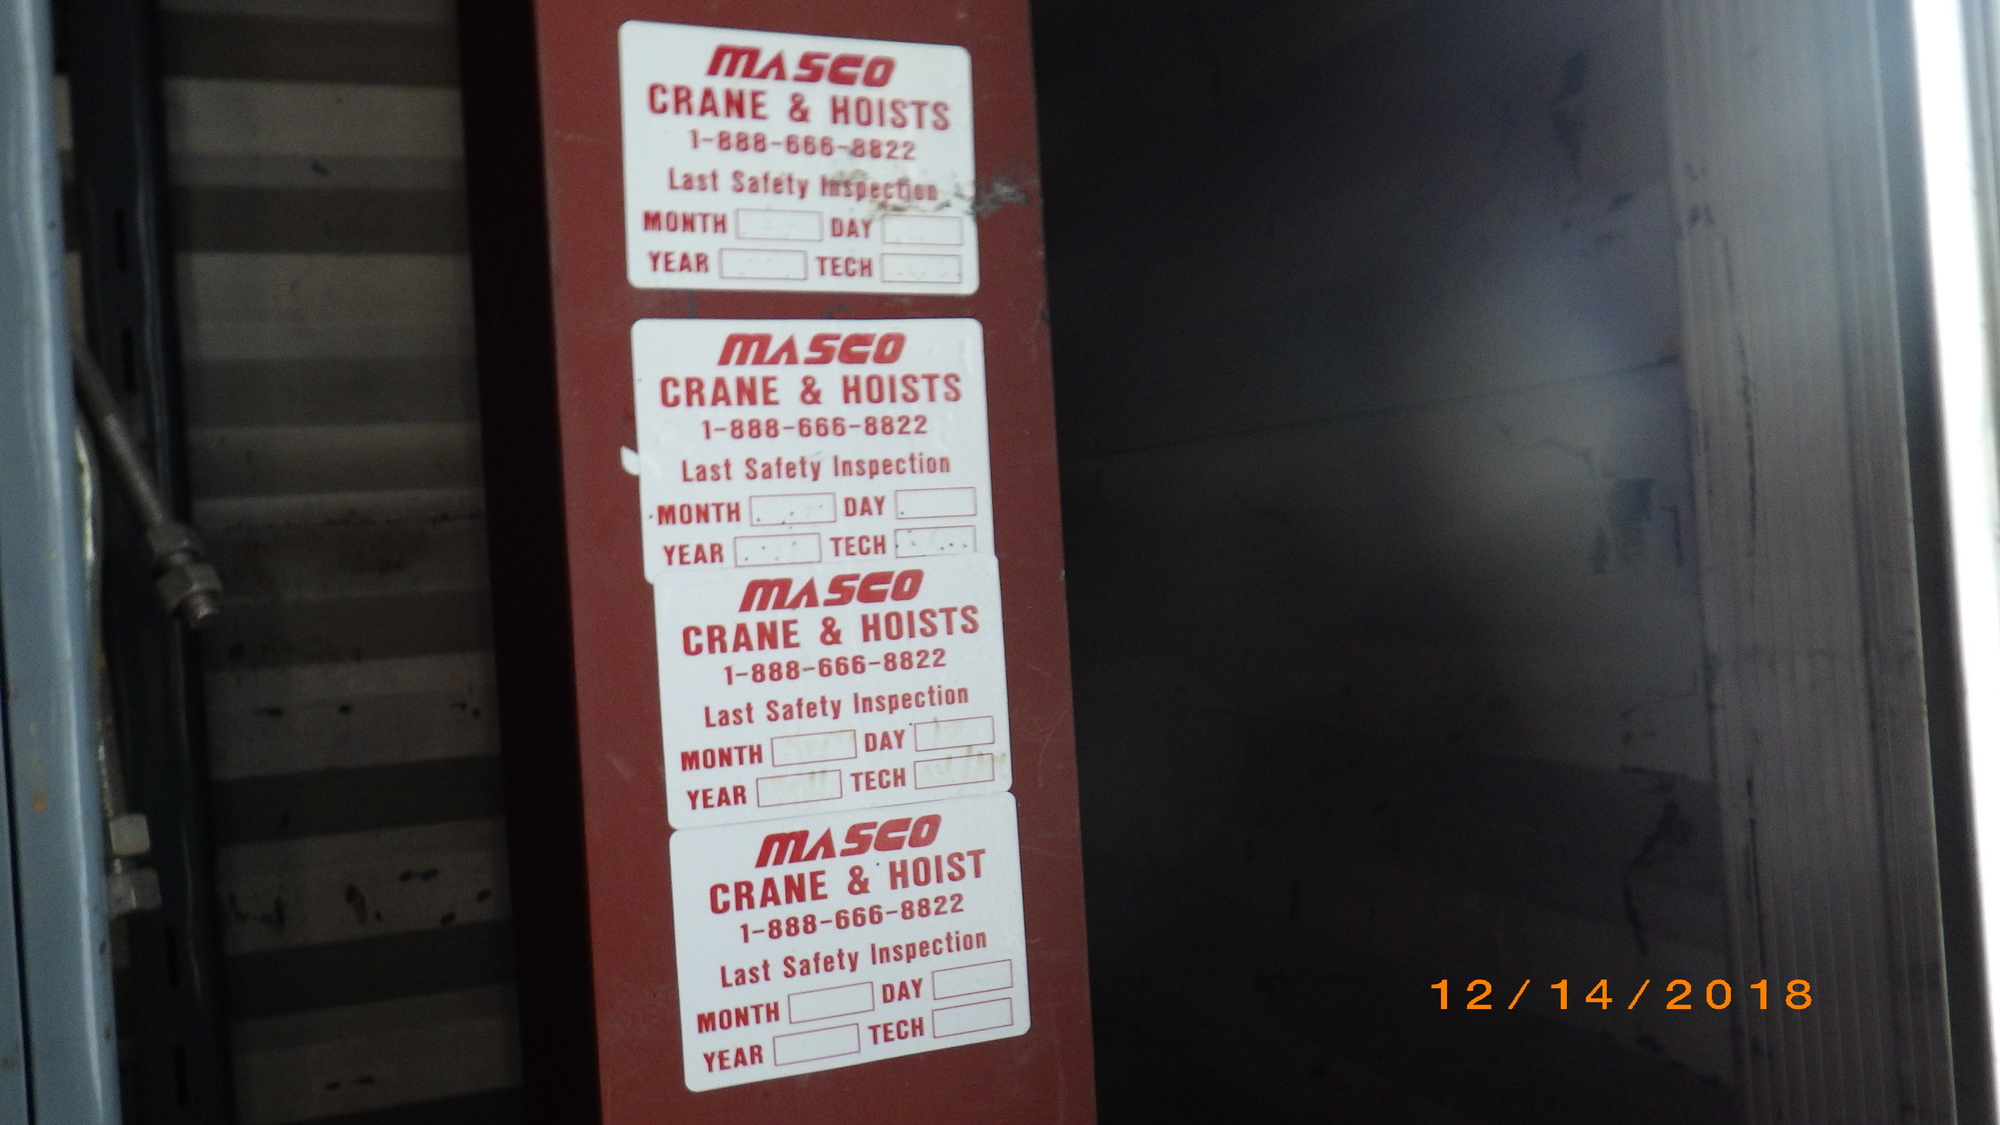 MASCO
CRANE & HOISTS
1-888-666-8822
Last Safety Inspection
MONTH DAY
YEAR TECH
MASCO
CRANE & HOISTS
1-888-666-8822
Last Safety Inspection
MONTH DAY
YEAR TECH
MASCO
CRANE & HOISTS
1-888-666-8822
Last Safety Inspection
MONTH DAY
YEAR TECH
MASCO
CRANE & HOIST
1-888-666-8822
Last Safety Inspection
MONTH DAY
YEAR TECH
12/14/2018